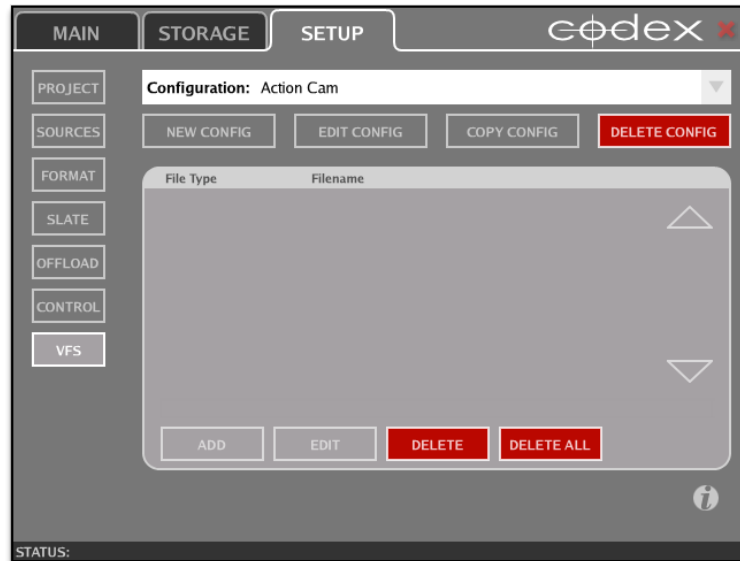 MAIN STORAGE SETUP codex
PROJECT
SOURCES
FORMAT
SLATE
OFFLOAD
CONTROL
VFS
Configuration: Action Cam
NEW CONFIG EDIT CONFIG COPY CONFIG DELETE CONFIG
File Type Filename
ADD EDIT DELETE DELETE ALL
i
STATUS: